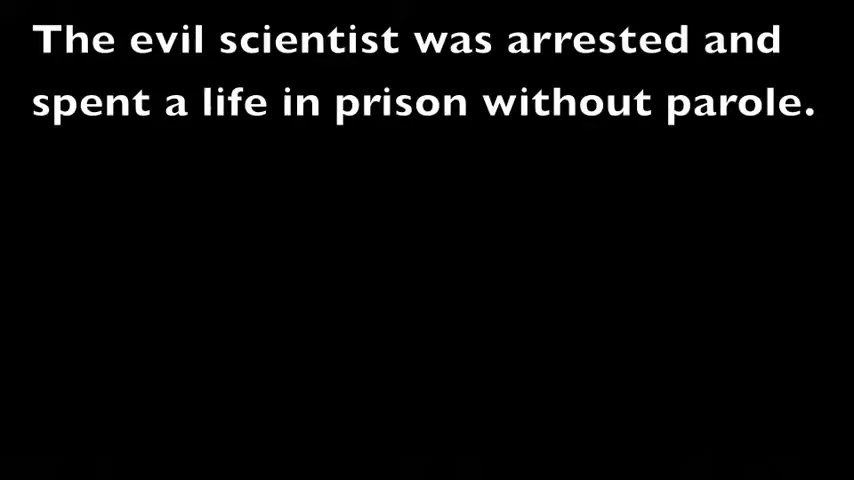 The evil scientist was arrested and
spent a life in prison without parole.